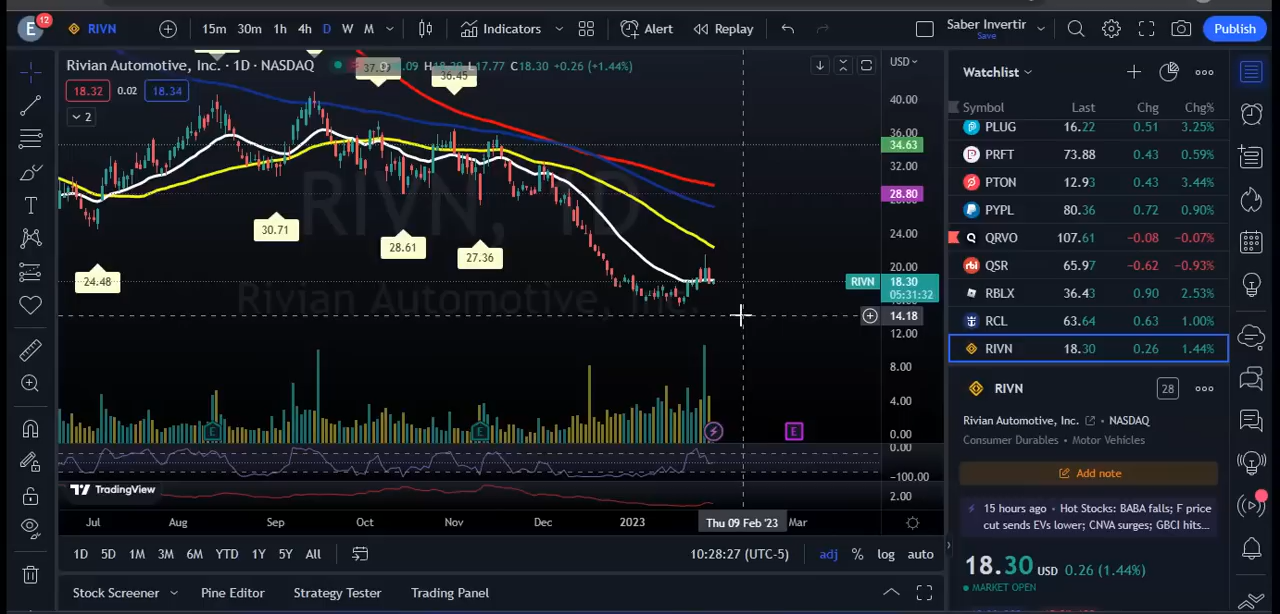 E
12
RIVN
15m 30m 1h 4h D W M
Indicators
Alert
Replay
Saber Invertir
Save
Publish
Rivian Automotive, Inc. · 1D · NASDAQ
L17.77 C18.30 +0.26 (+1.44%)
18.32 0.02 18.34
2
36.45
30.71
28.61
27.36
24.48
RIVN, 1D
Rivian Automotive, Inc.
USD
40.00
36.00
34.63
32.00
28.80
24.00
20.00
RIVN 18.30
05:31:32
14.18
12.00
8.00
4.00
0.00
0.00
−100.00
2.00
E
E
E
TradingView
Jul Aug Sep Oct Nov Dec 2023 Thu 09 Feb '23 Mar
1D 5D 1M 3M 6M YTD 1Y 5Y All
10:28:27 (UTC-5)
adj % log auto
Stock Screener Pine Editor Strategy Tester Trading Panel
Watchlist
Symbol Last Chg Chg%
PLUG 16.22 0.51 3.25%
PRFT 73.88 0.43 0.59%
PTON 12.93 0.43 3.44%
PYPL 80.36 0.72 0.90%
QRVO 107.61 −0.08 −0.07%
QSR 65.97 −0.62 −0.93%
RBLX 36.43 0.90 2.53%
RCL 63.64 0.63 1.00%
RIVN 18.30 0.26 1.44%
RIVN
28
Rivian Automotive, Inc. • NASDAQ
Consumer Durables • Motor Vehicles
Add note
15 hours ago • Hot Stocks: BABA falls; F price
cut sends EVs lower; CNVA surges; GBCI hits...
18.30 USD 0.26 (1.44%)
MARKET OPEN